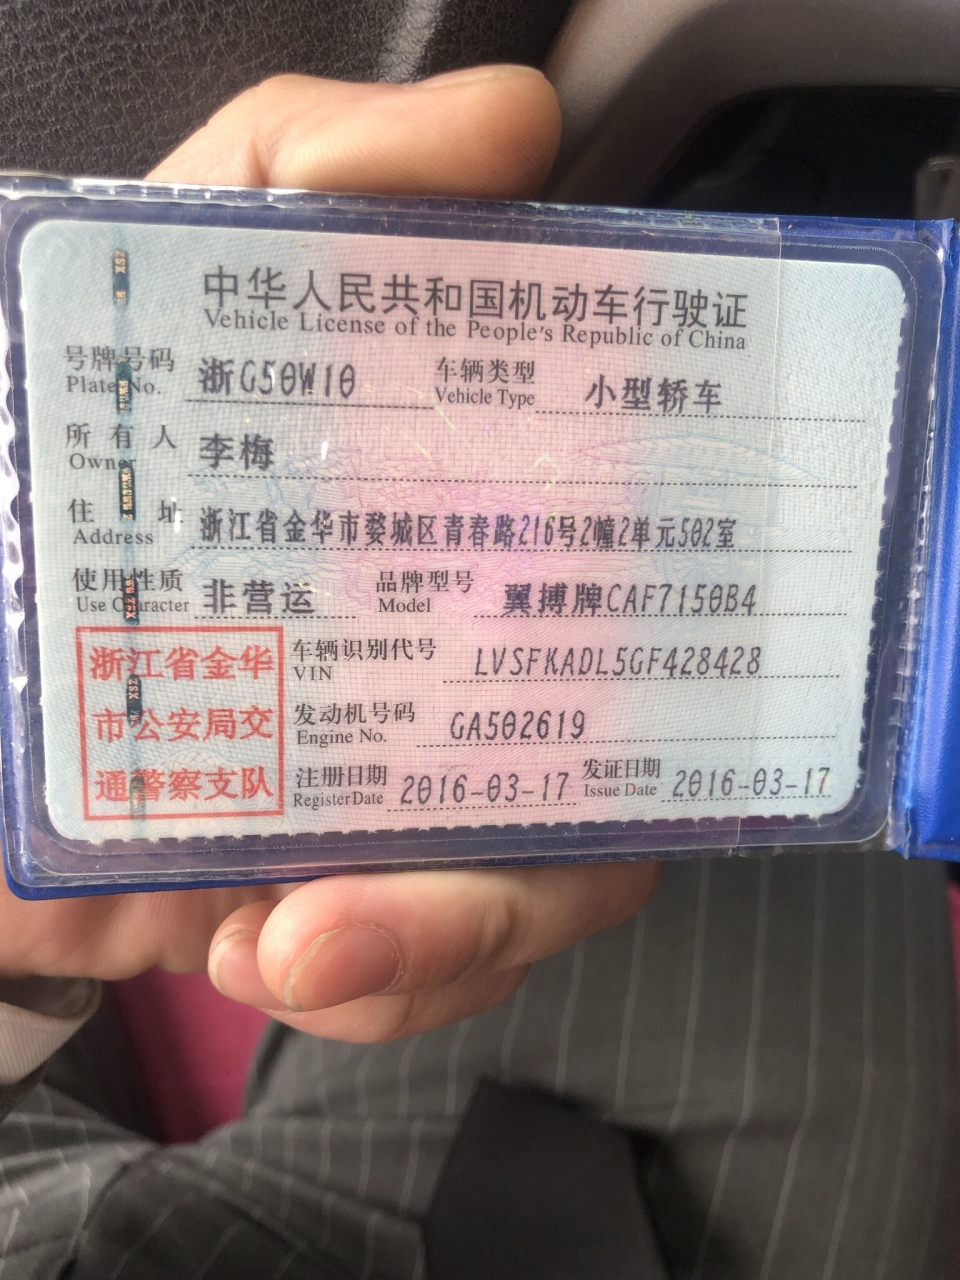 中华人民共和国机动车行驶证
Vehicle License of the People's Republic of China
号牌号码 浙G50W10 车辆类型 小型轿车
Plate No. Vehicle Type
所有人 李梅
Owner
住址 浙江省金华市婺城区青春路216号2幢2单元502室
Address
使用性质 非营运 品牌型号 翼搏牌CAF7150B4
Use Character Model
浙江省金华
市公安局交
通警察支队
车辆识别代号 LVSFKADL5GF428428
VIN
发动机号码 GA502619
Engine No.
注册日期 2016-03-17 发证日期 2016-03-17
Register Date Issue Date